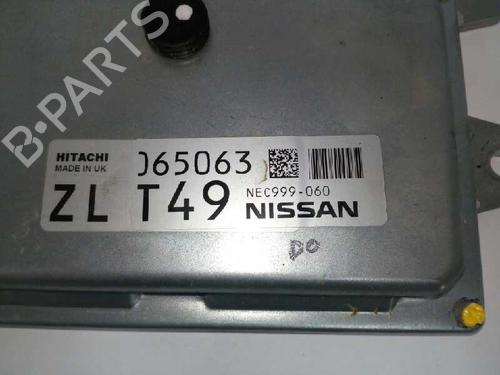 B-PARTS
HITACHI
MADE IN UK
065063
ZL T49
NEC999-060
NISSAN
DO